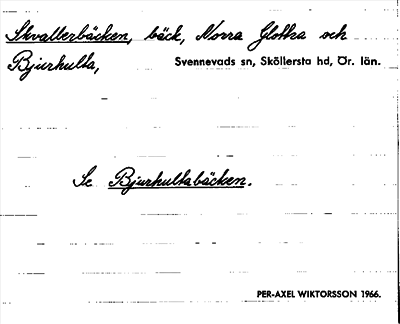 Skvallerbäcken, bäck, Norra Glottra och
Bjurhulta, Svennevads sn, Sköllersta hd, Ör. län.
Se Bjurhultabäcken.
PER-AXEL WIKTORSSON 1966.